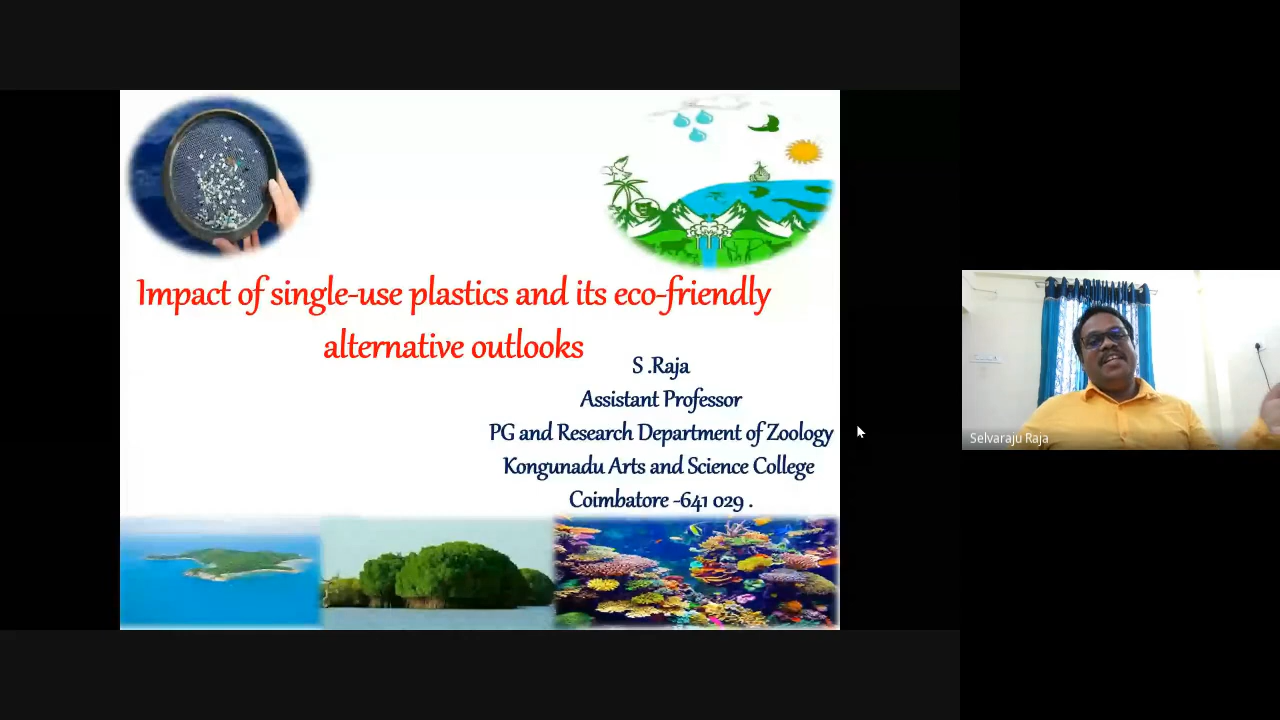 Impact of single-use plastics and its eco-friendly
alternative outlooks
S .Raja
Assistant Professor
PG and Research Department of Zoology
Kongunadu Arts and Science College
Coimbatore -641 029 .
Selvaraju Raja